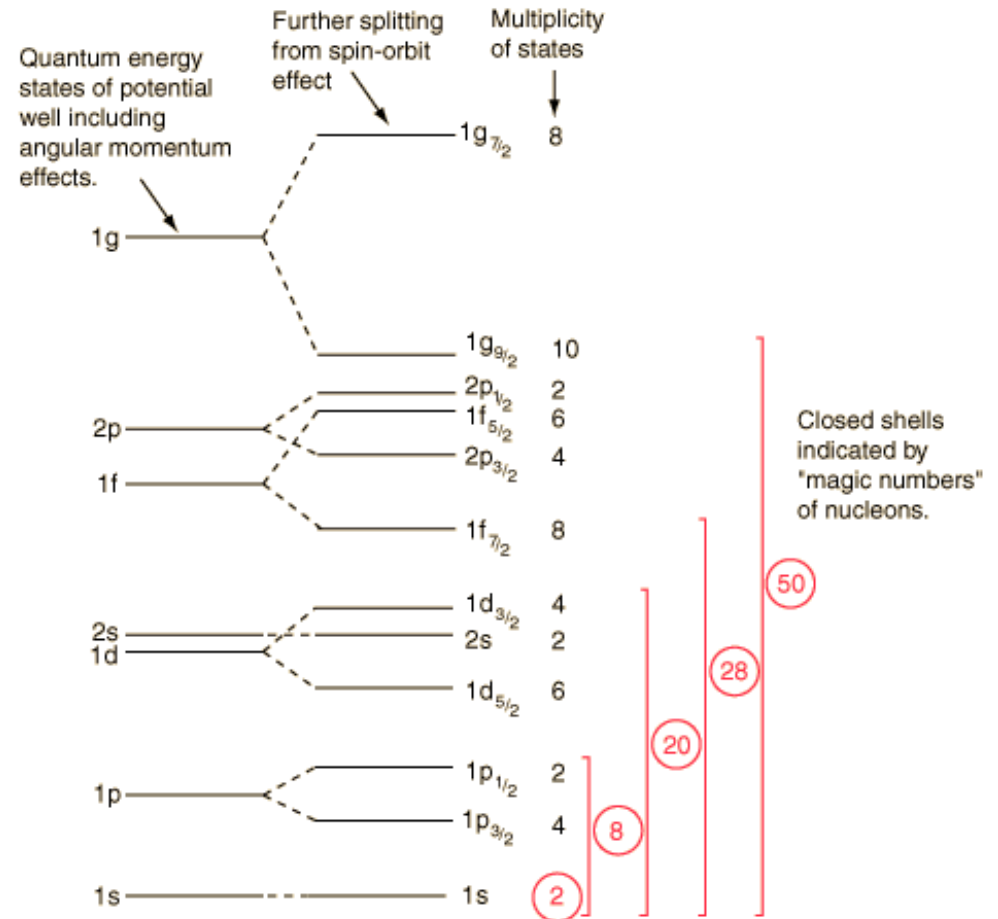 Quantum energy
states of potential
well including
angular momentum
effects.
Further splitting
from spin-orbit
effect
Multiplicity
of states
1g7/2 8
1g
1g9/2 10
2p1/2 2
2p
1f5/2 6
2p3/2 4
1f
1f7/2 8
Closed shells
indicated by
"magic numbers"
of nucleons.
50
1d3/2 4
2s
2s 2
1d
1d5/2 6
28
20
1p1/2 2
1p
1p3/2 4
8
1s
1s 2